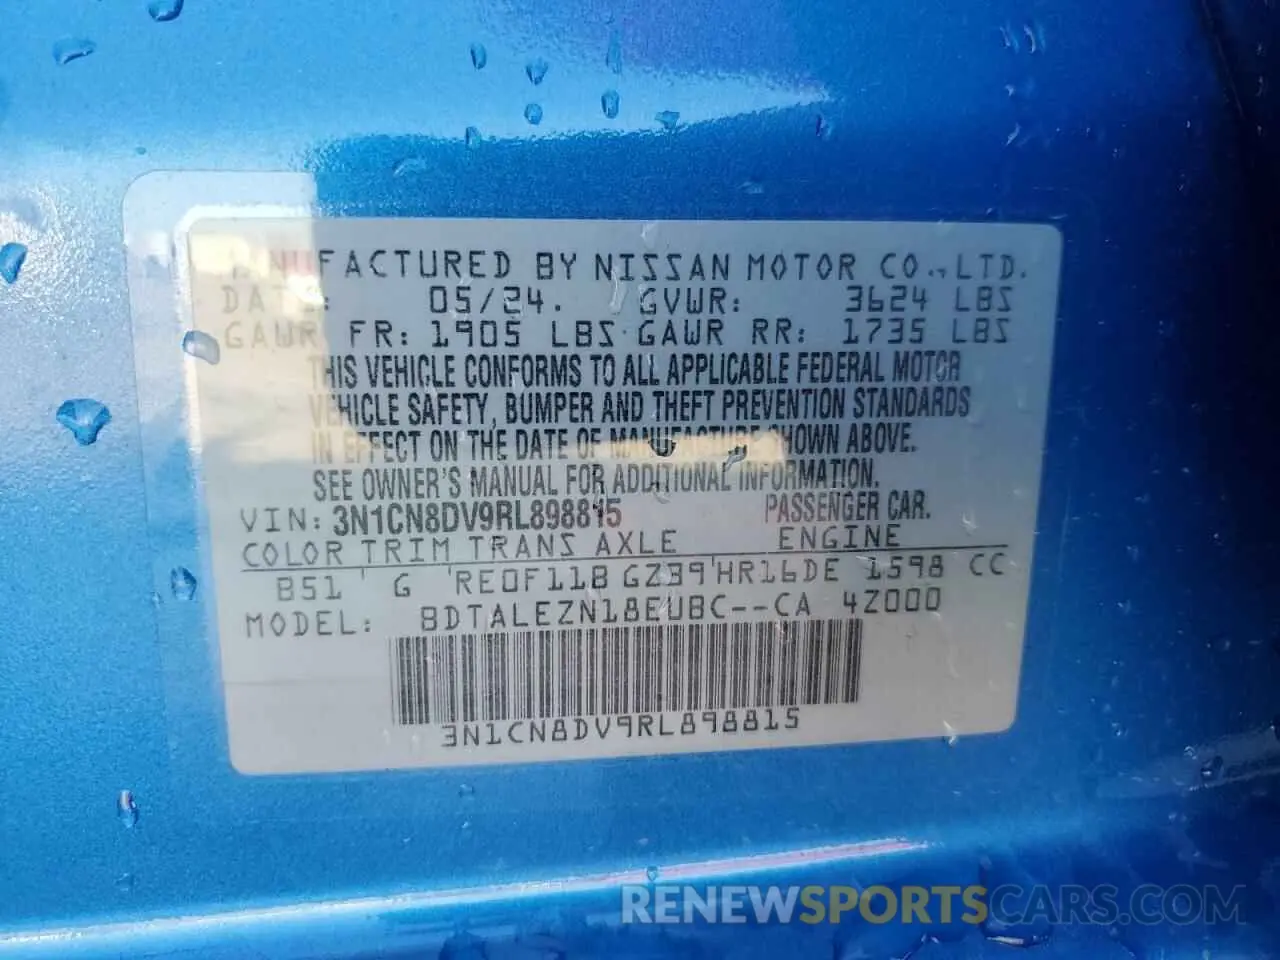 MANUFACTURED BY NISSAN MOTOR CO., LTD.
DATE: 05/24. GVWR: 3624 LBS
GAWR FR: 1905 LBS GAWR RR: 1735 LBS
THIS VEHICLE CONFORMS TO ALL APPLICABLE FEDERAL MOTOR
VEHICLE SAFETY, BUMPER AND THEFT PREVENTION STANDARDS
IN EFFECT ON THE DATE OF MANUFACTURE SHOWN ABOVE.
SEE OWNER'S MANUAL FOR ADDITIONAL INFORMATION.
VIN: 3N1CN8DV9RL898815 PASSENGER CAR.
COLOR TRIM TRANS AXLE ENGINE
B51 G RE0F11B GZ39 HR16DE 1598 CC
MODEL: BDTALEZN18EUBC--CA 4Z000
3N1CN8DV9RL898815
RENEWSPORTSCARS.COM